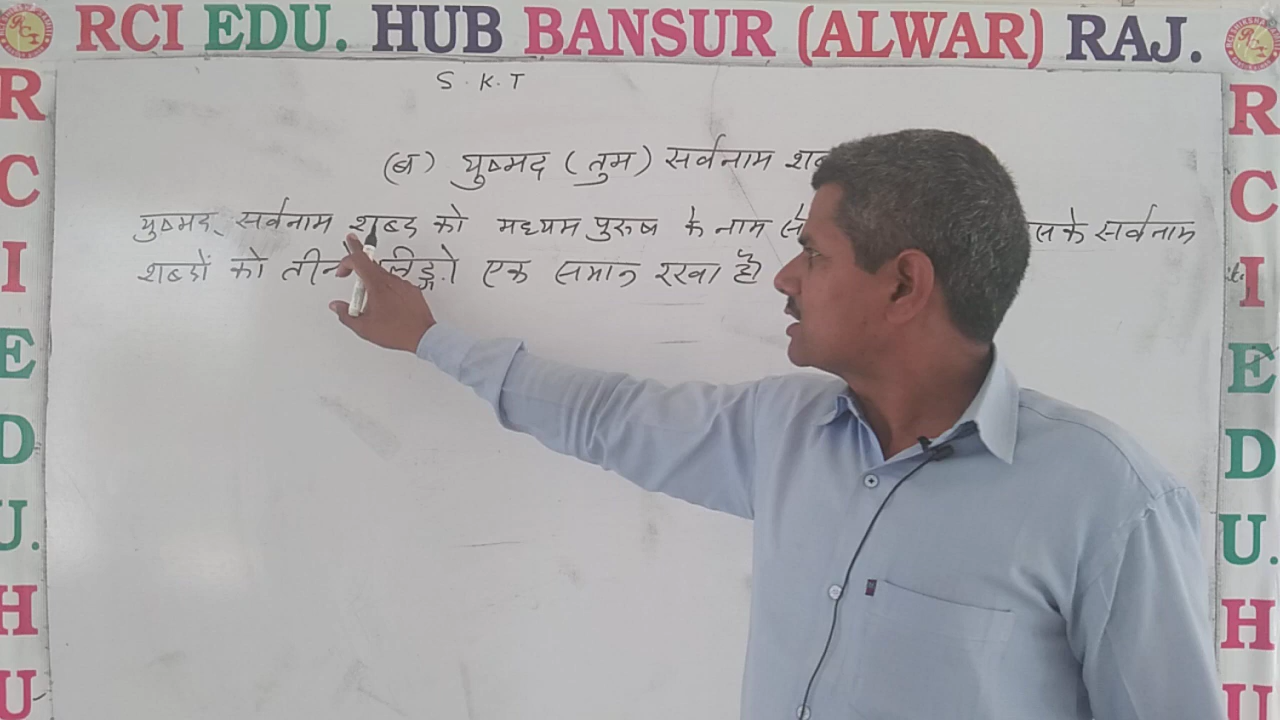 RCI EDU. HUB BANSUR (ALWAR) RAJ.
S.K.T
(ब) युष्मद (तुम) सर्वनाम
युष्मद् सर्वनाम शब्द को मध्यम पुरुष के नाम से सके सर्वनाम
शब्दों को तीन लिङ्गो एक समान रखा है
R
C
I
E
D
U.
H
U
R
C
I
E
D
U.
H
U